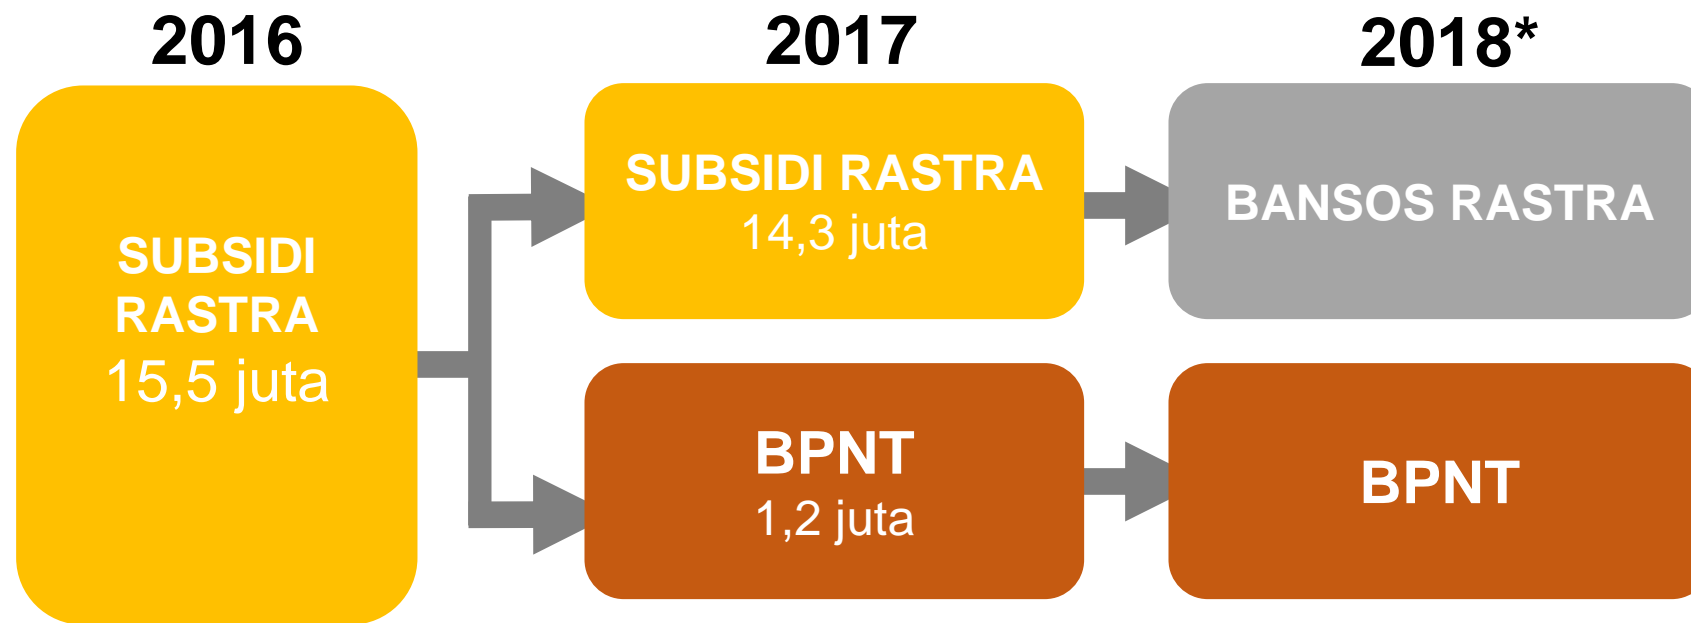 2016
2017
2018*
SUBSIDI
RASTRA
15,5 juta
SUBSIDI RASTRA
14,3 juta
BANSOS RASTRA
BPNT
1,2 juta
BPNT